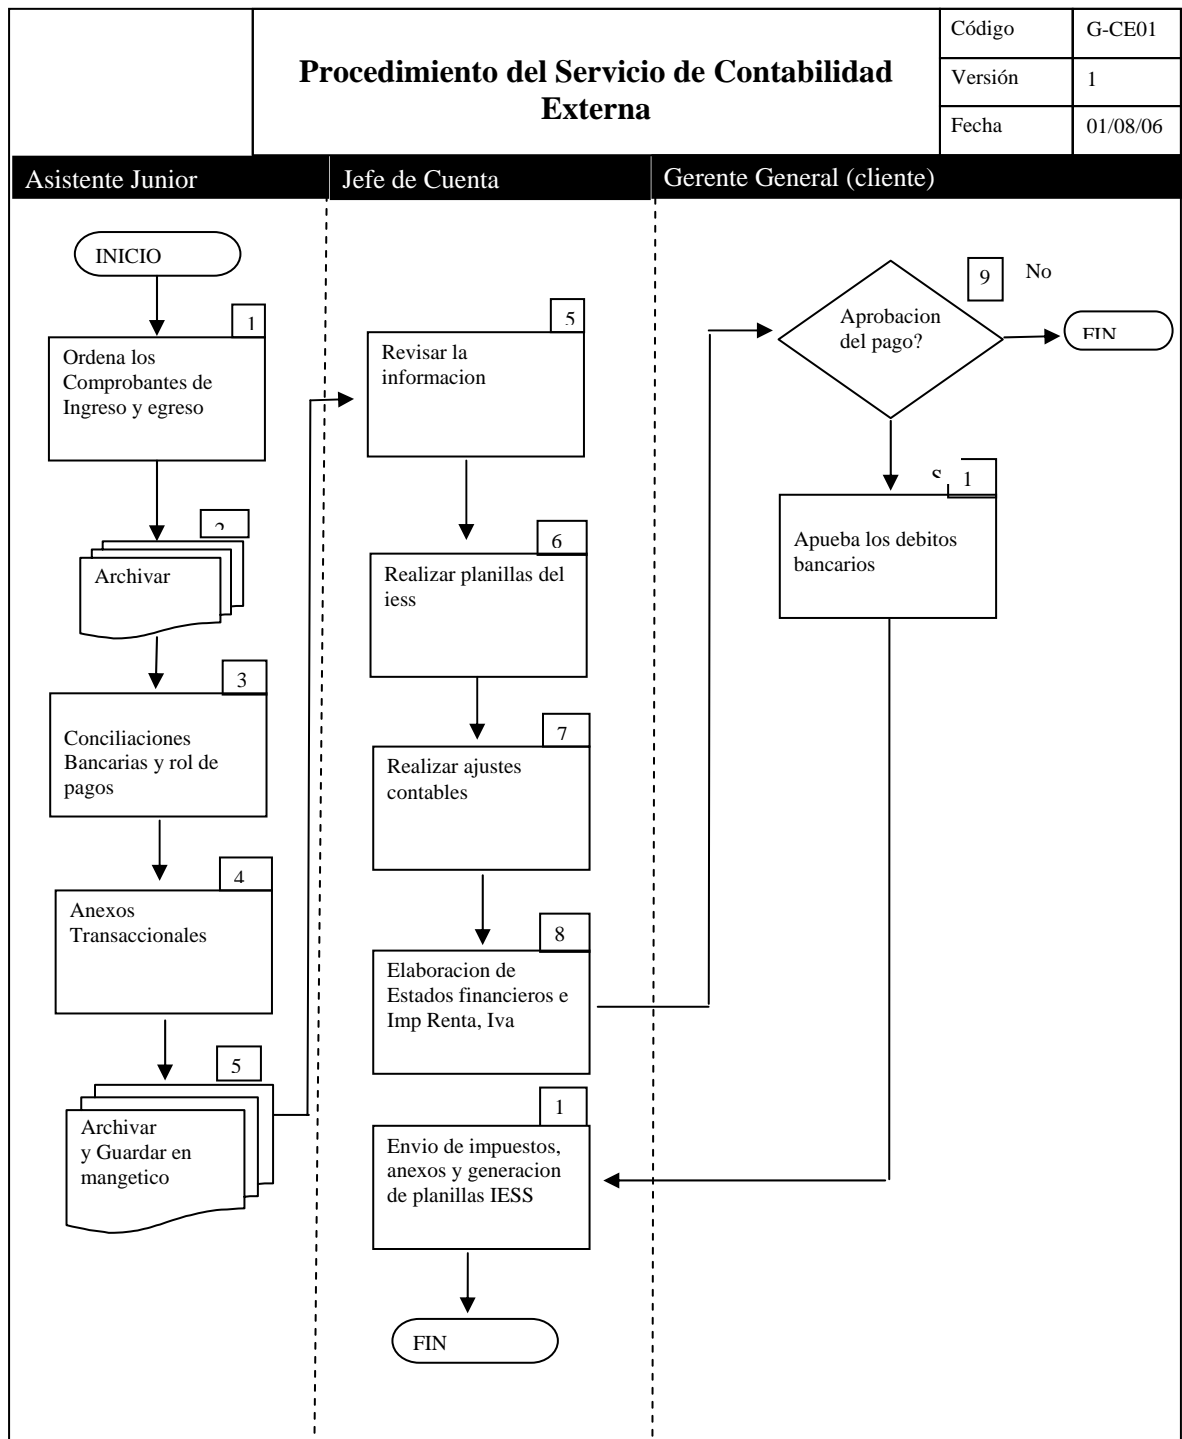 Procedimiento del Servicio de Contabilidad
Externa
Código G-CE01
Versión 1
Fecha 01/08/06
Asistente Junior
Jefe de Cuenta
Gerente General (cliente)
INICIO
1
Ordena los
Comprobantes de
Ingreso y egreso
2
Archivar
3
Conciliaciones
Bancarias y rol de
pagos
4
Anexos
Transaccionales
5
Archivar
y Guardar en
mangetico
5
Revisar la
informacion
6
Realizar planillas del
iess
7
Realizar ajustes
contables
8
Elaboracion de
Estados financieros e
Imp Renta, Iva
1
Envio de impuestos,
anexos y generacion
de planillas IESS
FIN
9
No
Aprobacion
del pago?
FIN
1
Apueba los debitos
bancarios